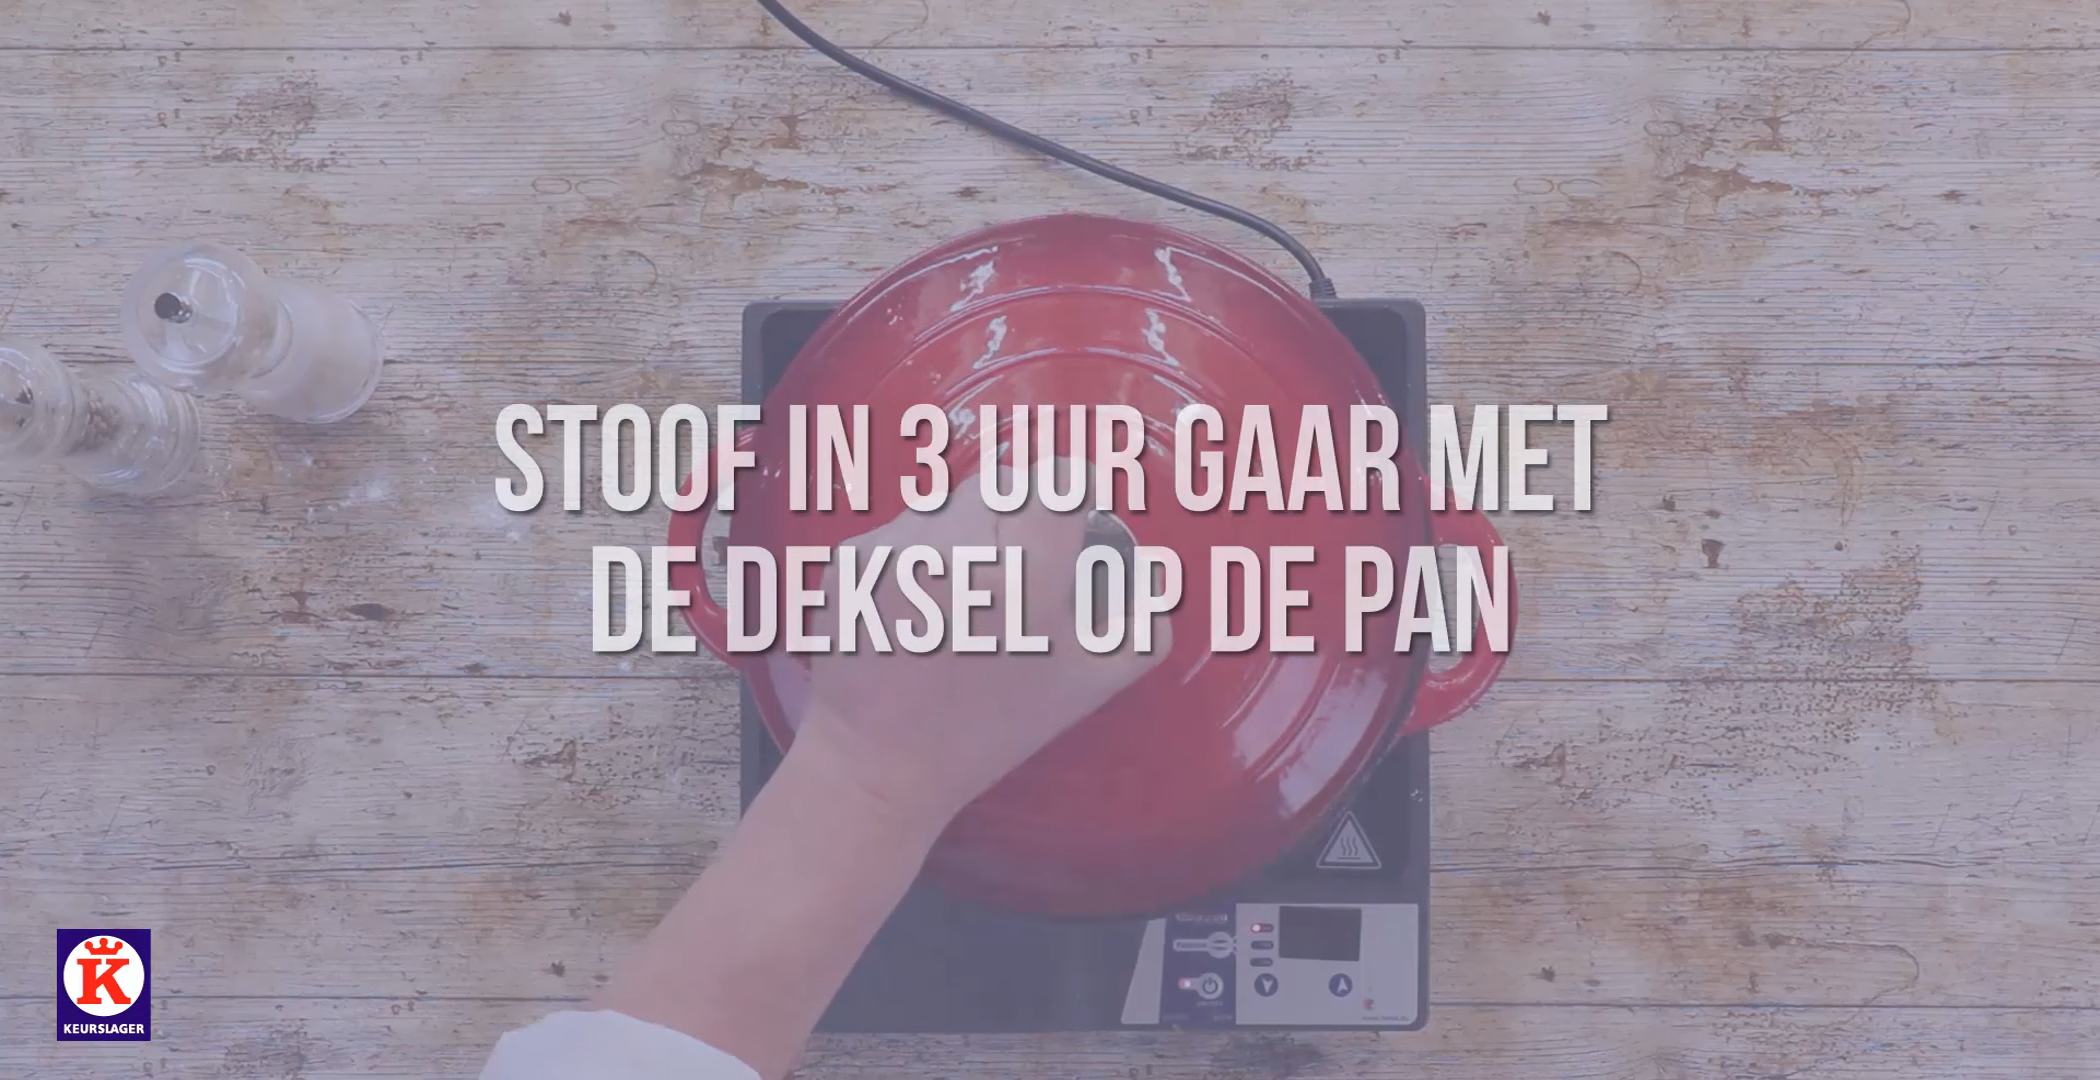 STOOF IN 3 UUR GAAR MET
DE DEKSEL OP DE PAN
K
KEURSLAGER